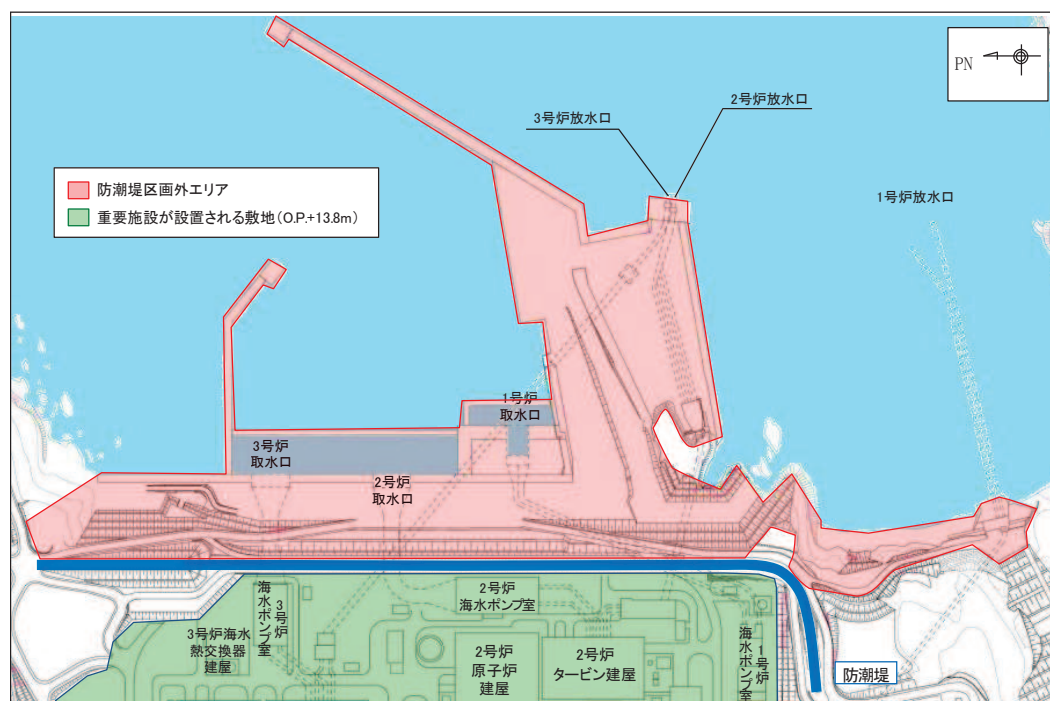 PN
2号炉放水口
3号炉放水口
防潮堤区画外エリア
重要施設が設置される敷地(O.P.+13.8m)
1号炉放水口
1号炉
取水口
3号炉
取水口
2号炉
取水口
3号炉
海水ポンプ室
2号炉
海水ポンプ室
3号炉海水
熱交換器
建屋
2号炉
原子炉
建屋
2号炉
タービン建屋
1号炉
海水ポンプ室
防潮堤